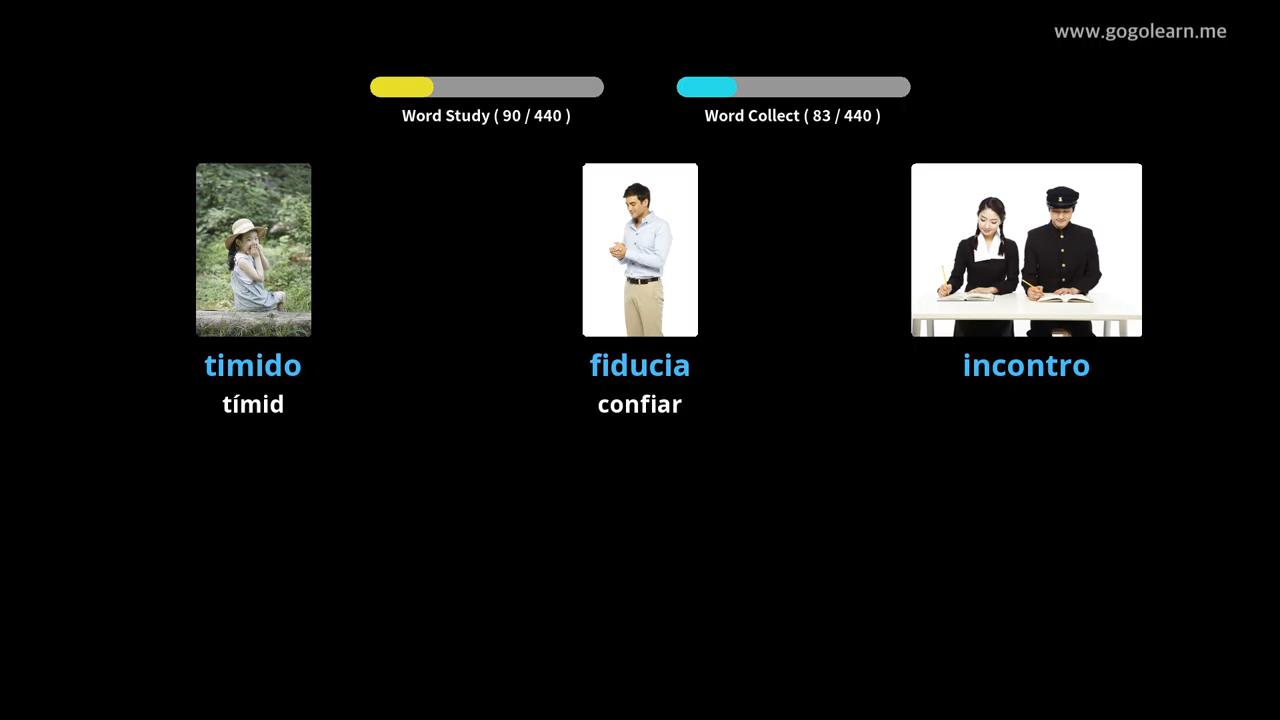 www.gogolearn.me
Word Study ( 90 / 440 )
Word Collect ( 83 / 440 )
timido
fiducia
incontro
tímid
confiar